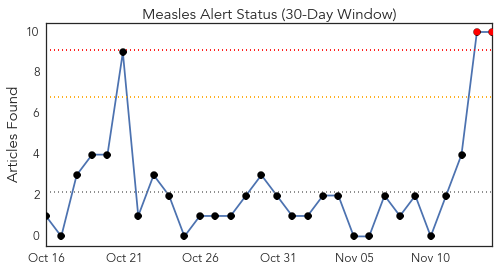 Measles Alert Status (30-Day Window)
Articles Found
10
8
6
4
2
0
Oct 16
Oct 21
Oct 26
Oct 31
Nov 05
Nov 10